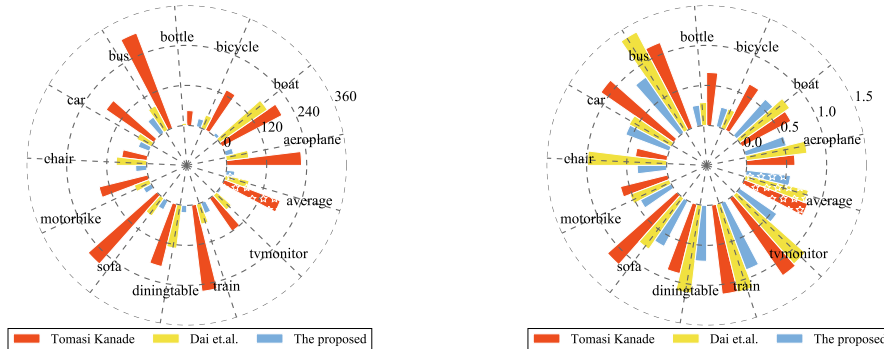 bottle
bicycle
bus
boat
car
360
240
120
0
aeroplane
chair
average
motorbike
tvmonitor
sofa
diningtable
train
Tomasi Kanade Dai et.al. The proposed
bottle
bicycle
bus
boat
car
1.5
1.0
0.5
0.0
aeroplane
chair
average
motorbike
tvmonitor
sofa
diningtable
train
Tomasi Kanade Dai et.al. The proposed